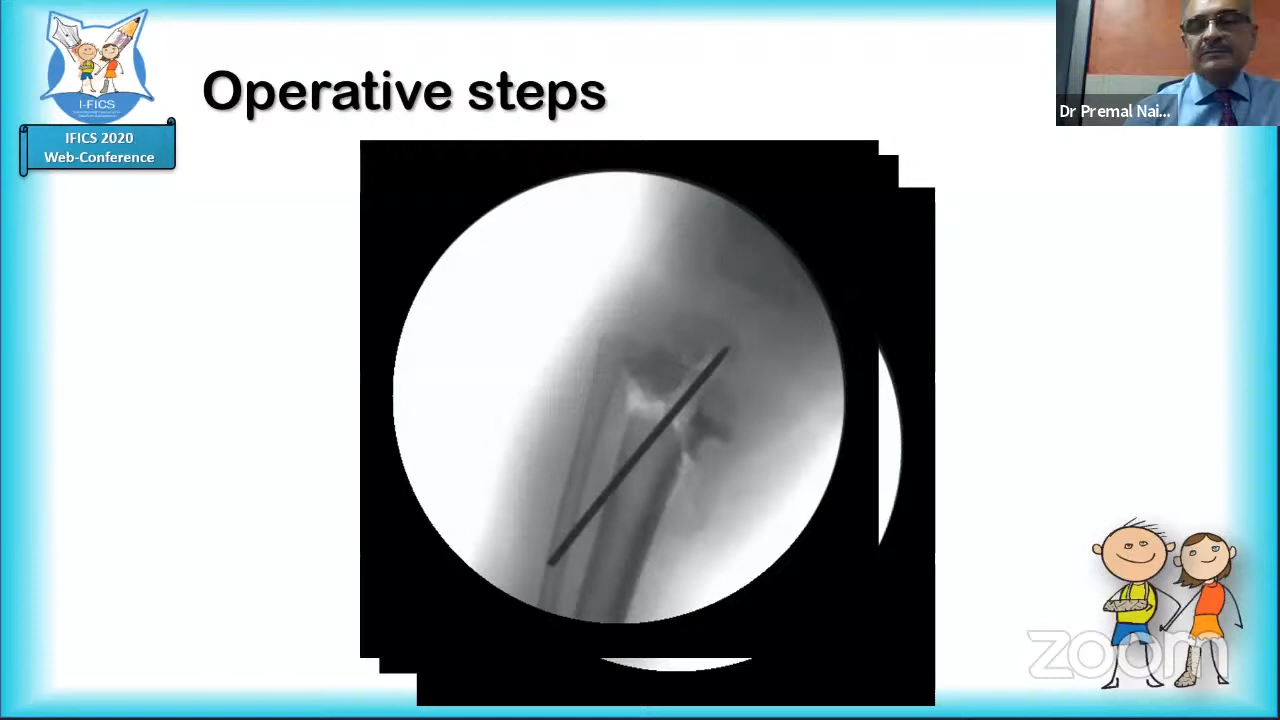 I-FICS
IFICS 2020
Web-Conference
Operative steps
Dr Premal Nai...
zoom